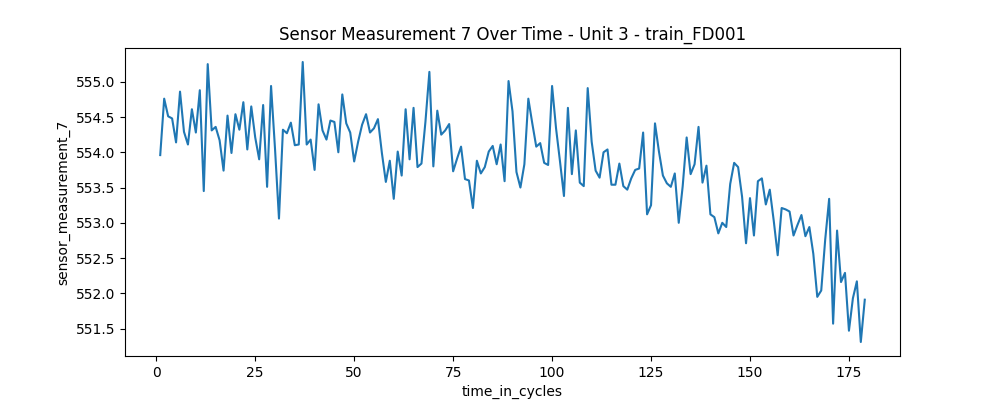 Sensor Measurement 7 Over Time - Unit 3 - train_FD001
sensor_measurement_7
555.0
554.5
554.0
553.5
553.0
552.5
552.0
551.5
0 25 50 75 100 125 150 175
time_in_cycles